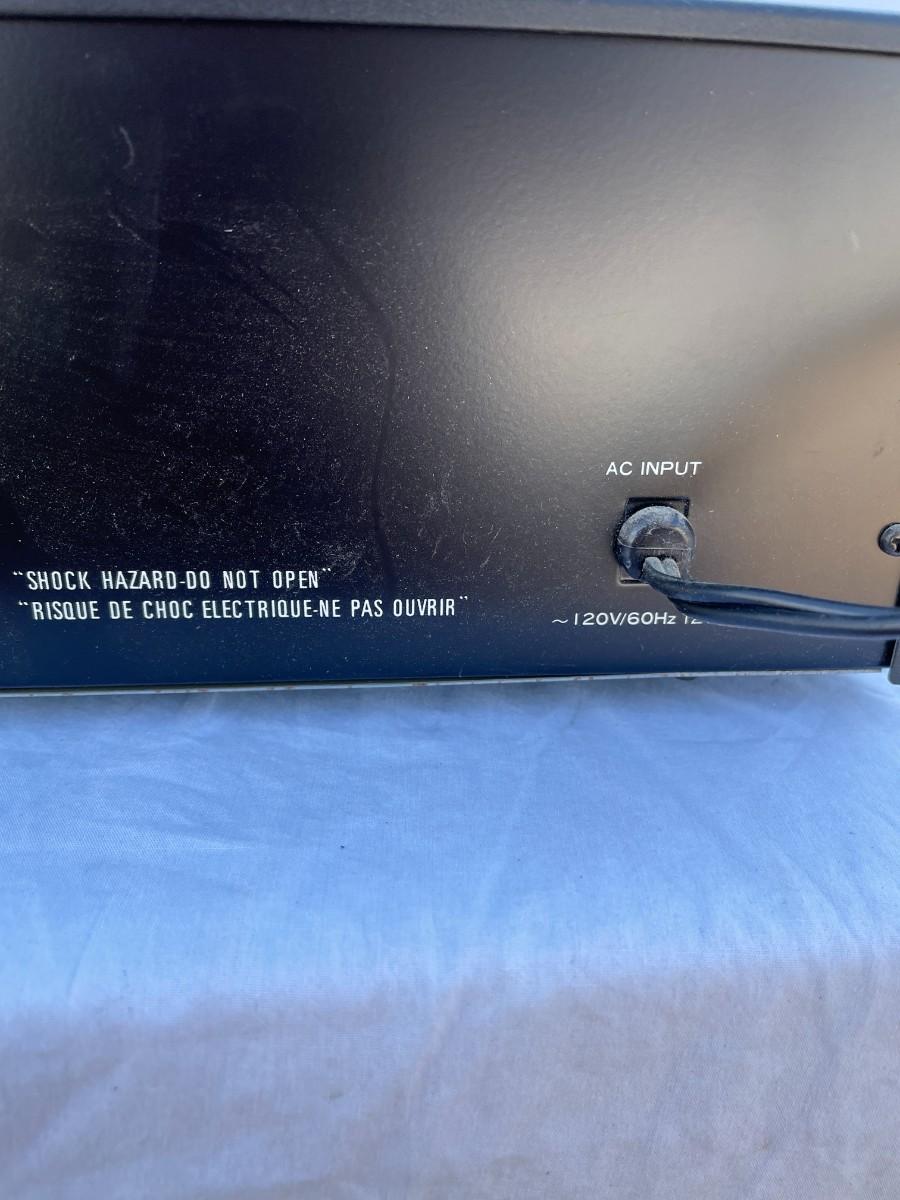 AC INPUT
"SHOCK HAZARD-DO NOT OPEN"
"RISQUE DE CHOC ELECTRIQUE-NE PAS OUVRIR"
~120V/60Hz